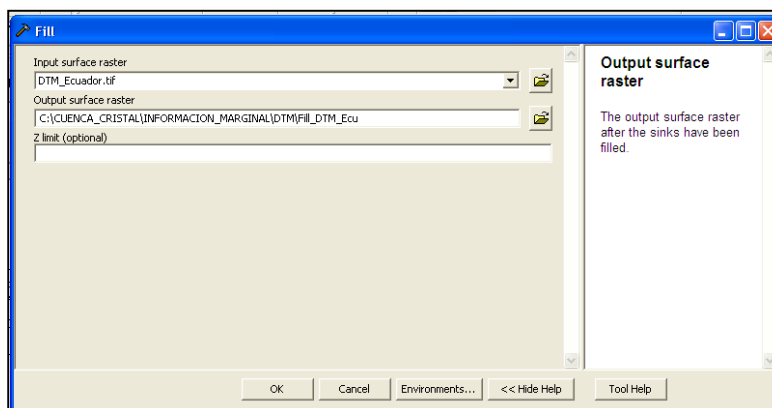 Fill
Input surface raster
DTM_Ecuador.tif
Output surface raster
C:\CUENCA_CRISTAL\INFORMACION_MARGINAL\DTM\Fill_DTM_Ecu
Z limit (optional)
Output surface
raster
The output surface raster
after the sinks have been
filled.
OK
Cancel
Environments...
<< Hide Help
Tool Help